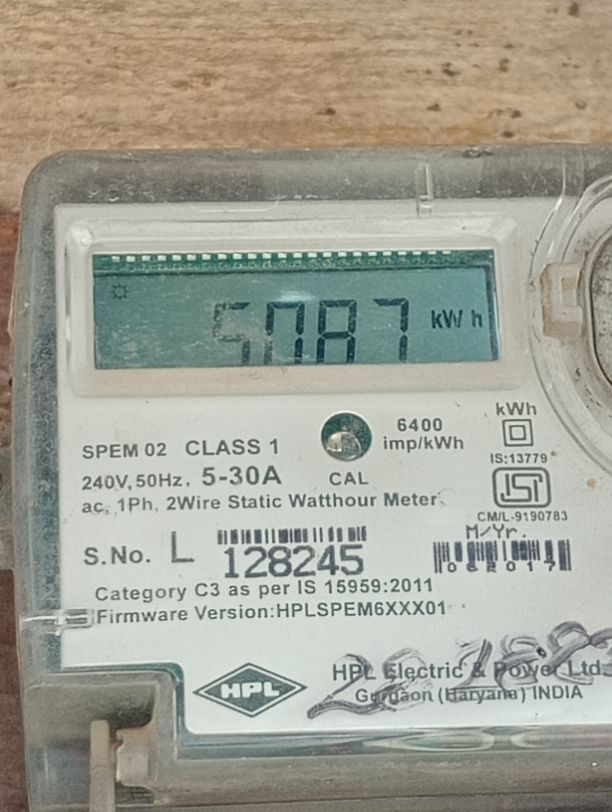 5087 kWh
kWh
6400
imp/kWh
SPEM 02 CLASS 1
IS:13779
240V,50Hz, 5-30A
CAL
ac, 1Ph, 2Wire Static Watthour Meter
ISI
CM/L-9190783
M/Yr.
S.No. L 128245
062017
Category C3 as per IS 15959:2011
Firmware Version:HPLSPEM6XXX01
HPL
HPL Electric & Power Ltd.
Gurgaon (Haryana) INDIA